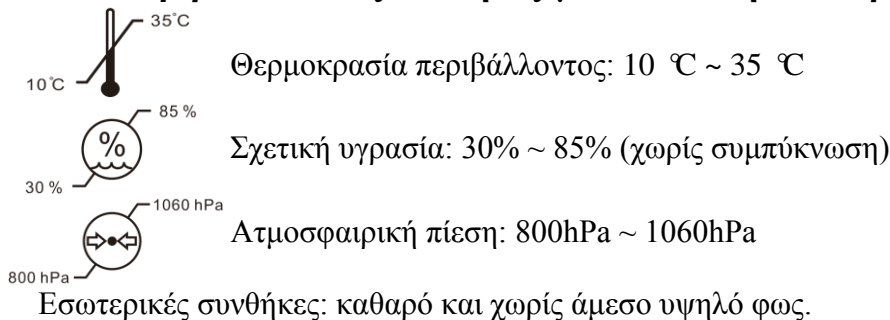 35℃
10℃
Θερμοκρασία περιβάλλοντος: 10 ℃ ~ 35 ℃
85 %
%
30 %
Σχετική υγρασία: 30% ~ 85% (χωρίς συμπύκνωση)
1060 hPa
800 hPa
Ατμοσφαιρική πίεση: 800hPa ~ 1060hPa
Εσωτερικές συνθήκες: καθαρό και χωρίς άμεσο υψηλό φως.